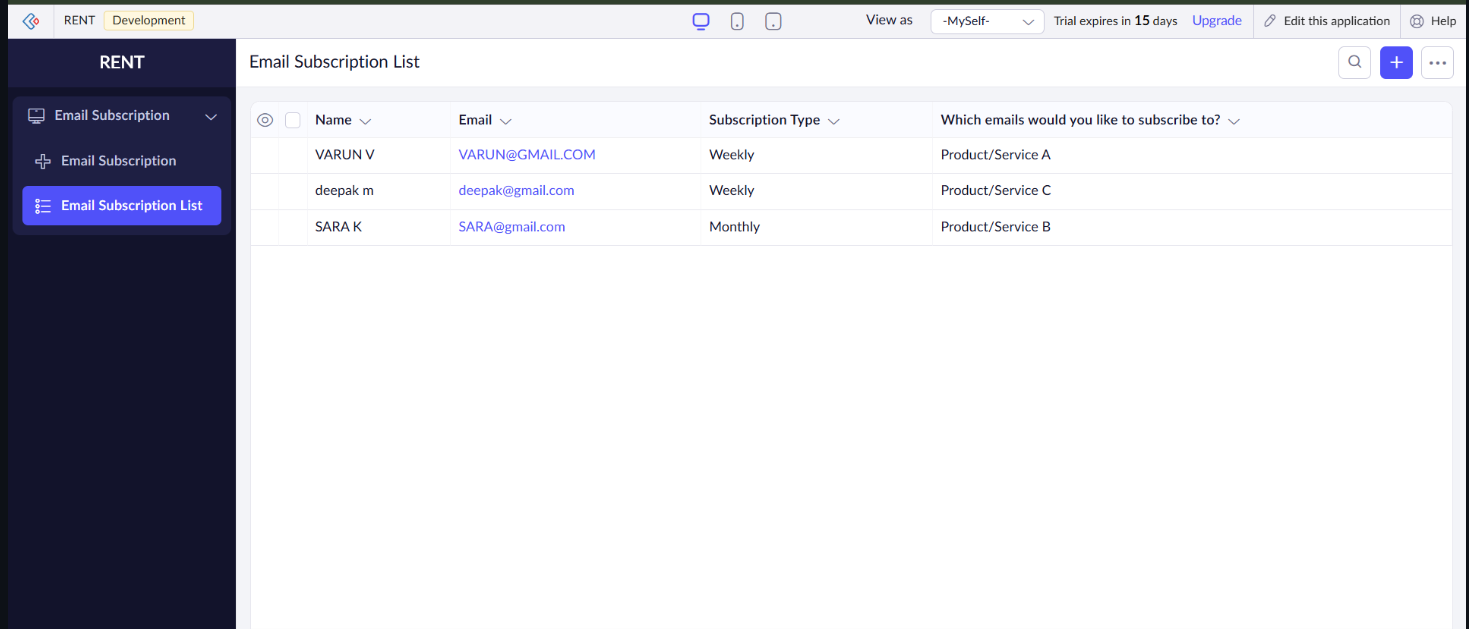 RENT Development View as -MySelf- Trial expires in 15 days Upgrade Edit this application Help
RENT
Email Subscription List
Email Subscription
Email Subscription
Email Subscription List
Name Email Subscription Type Which emails would you like to subscribe to?
VARUN V VARUN@GMAIL.COM Weekly Product/Service A
deepak m deepak@gmail.com Weekly Product/Service C
SARA K SARA@gmail.com Monthly Product/Service B